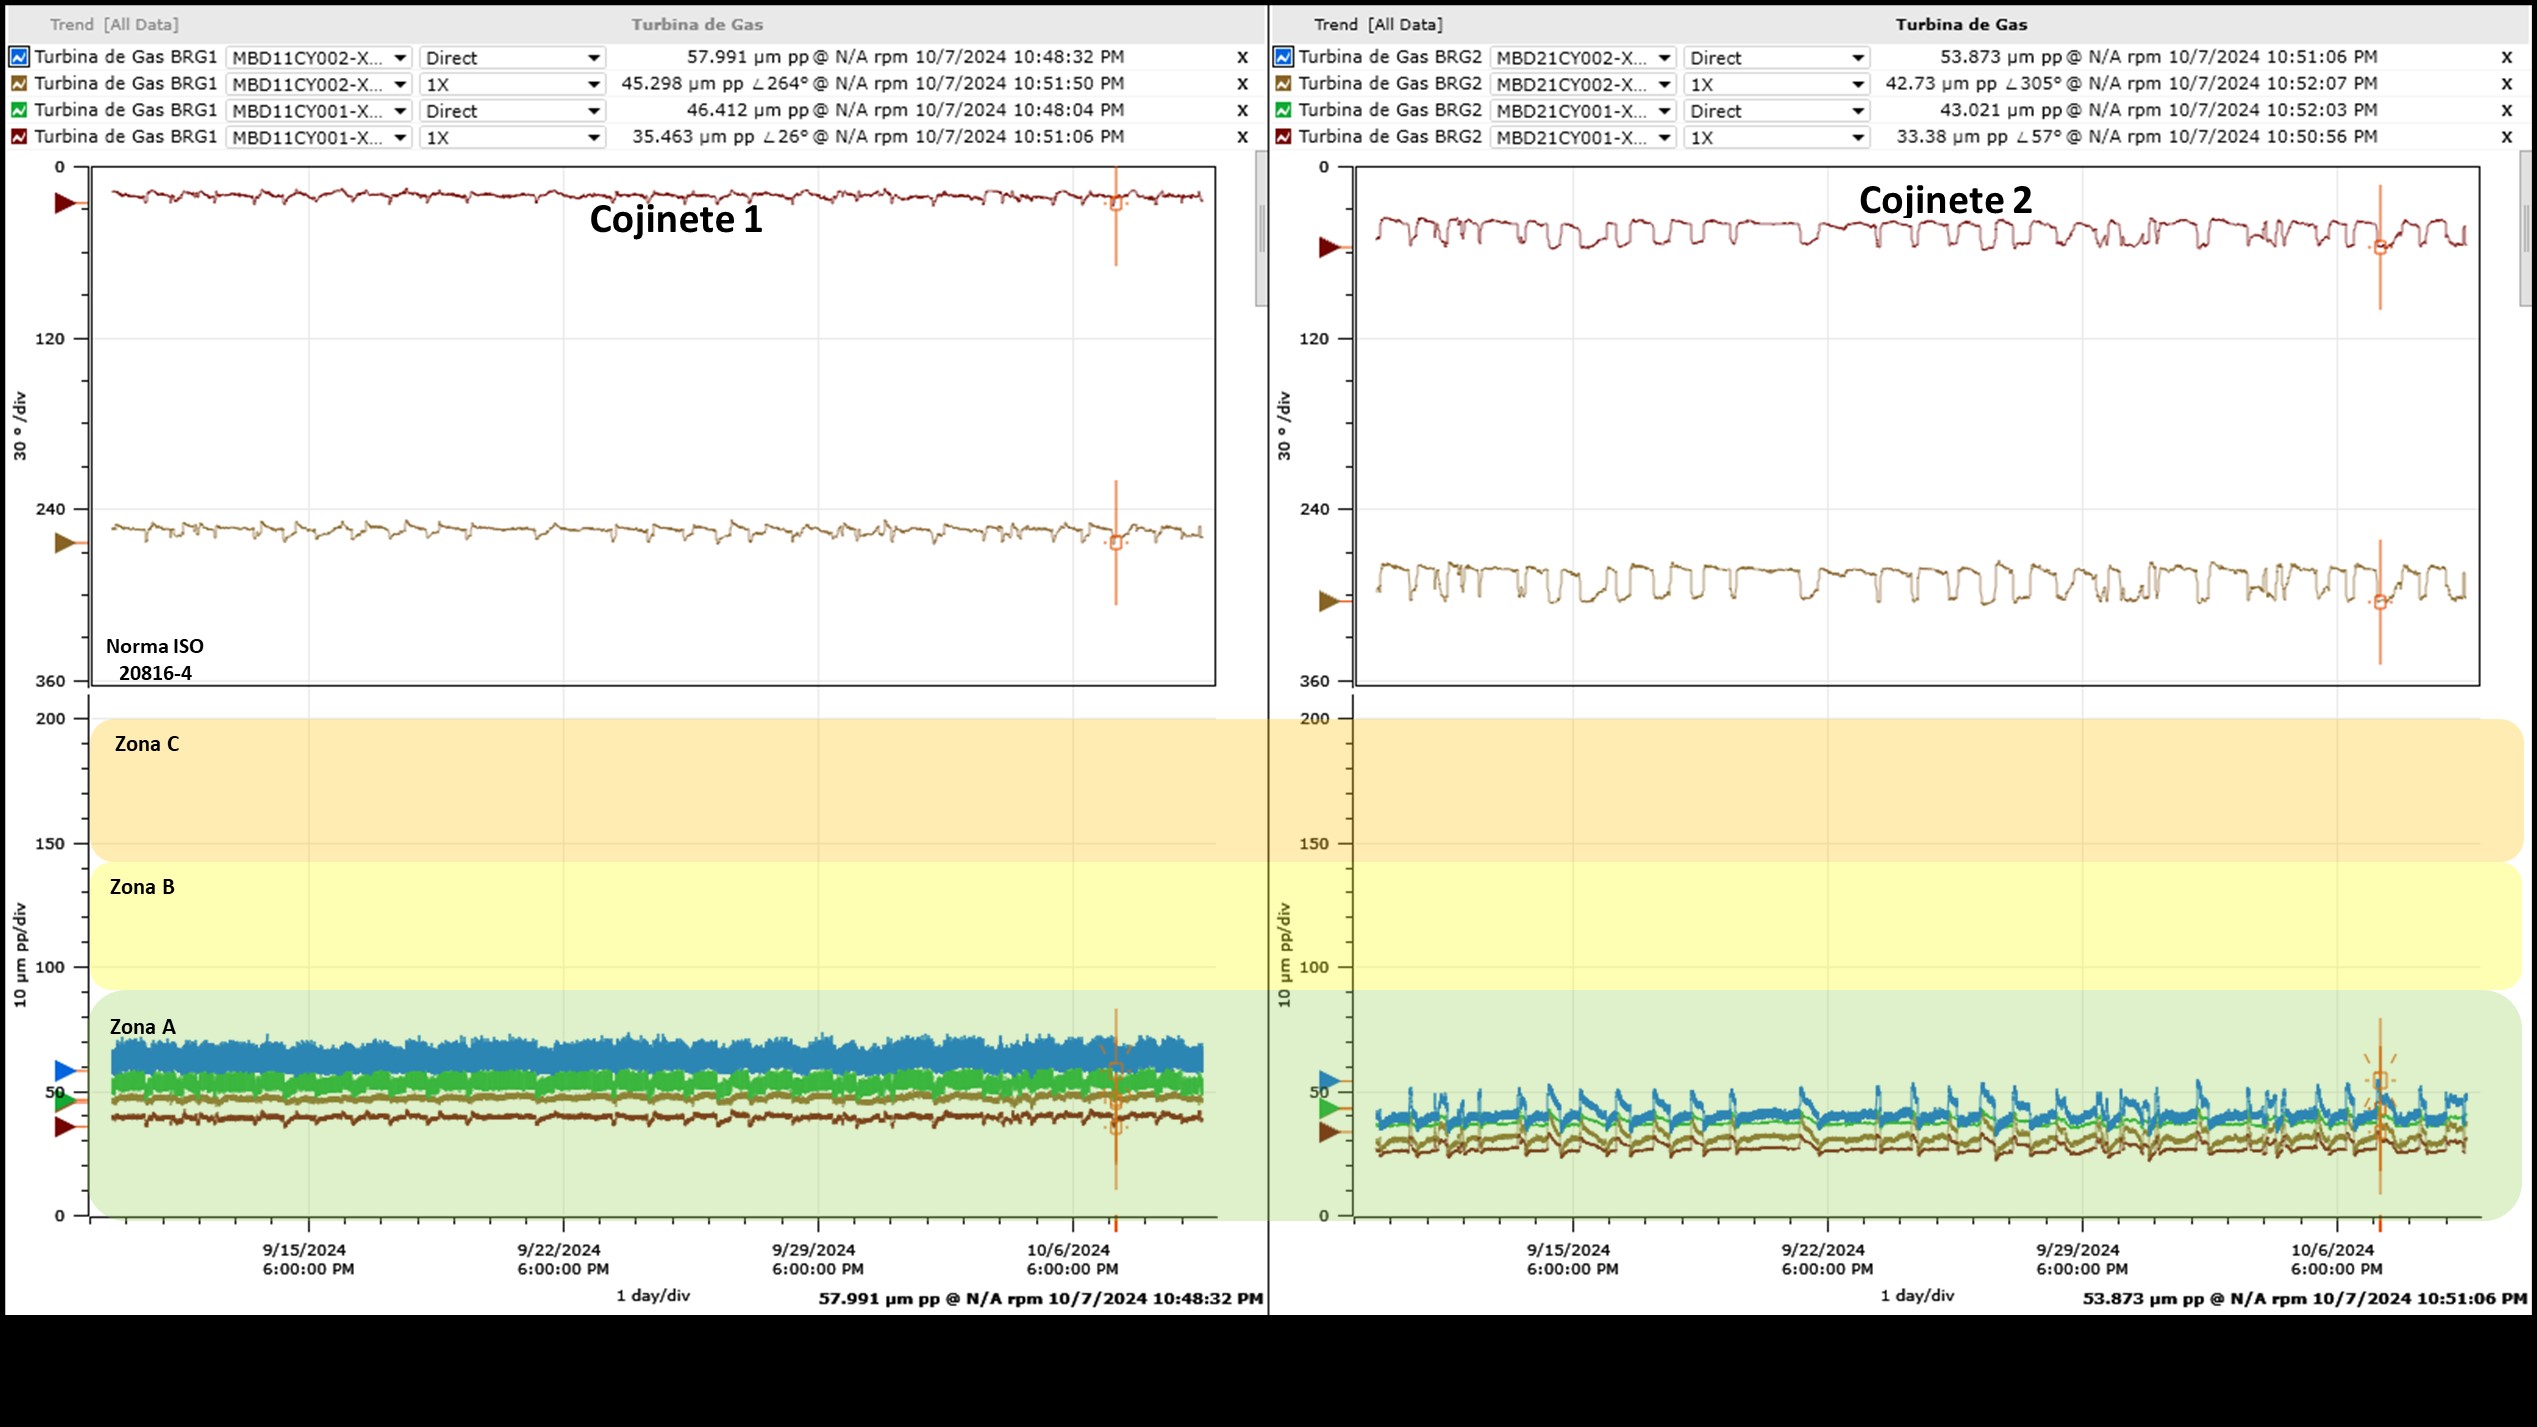 Trend [All Data] Turbina de Gas
Turbina de Gas BRG1 MBD11CY002-X... Direct 57.991 µm pp @ N/A rpm 10/7/2024 10:48:32 PM X
Turbina de Gas BRG1 MBD11CY002-X... 1X 45.298 µm pp ∠264° @ N/A rpm 10/7/2024 10:51:50 PM X
Turbina de Gas BRG1 MBD11CY001-X... Direct 46.412 µm pp @ N/A rpm 10/7/2024 10:48:04 PM X
Turbina de Gas BRG1 MBD11CY001-X... 1X 35.463 µm pp ∠26° @ N/A rpm 10/7/2024 10:51:06 PM X
0
Cojinete 1
120
30 ° /div
240
Norma ISO
20816-4
360
200
Zona C
150
Zona B
10 µm pp/div
100
Zona A
50
0
9/15/2024 9/22/2024 9/29/2024 10/6/2024
6:00:00 PM 6:00:00 PM 6:00:00 PM 6:00:00 PM
1 day/div 57.991 µm pp @ N/A rpm 10/7/2024 10:48:32 PM
Trend [All Data] Turbina de Gas
Turbina de Gas BRG2 MBD21CY002-X... Direct 53.873 µm pp @ N/A rpm 10/7/2024 10:51:06 PM X
Turbina de Gas BRG2 MBD21CY002-X... 1X 42.73 µm pp ∠305° @ N/A rpm 10/7/2024 10:52:07 PM X
Turbina de Gas BRG2 MBD21CY001-X... Direct 43.021 µm pp @ N/A rpm 10/7/2024 10:52:03 PM X
Turbina de Gas BRG2 MBD21CY001-X... 1X 33.38 µm pp ∠57° @ N/A rpm 10/7/2024 10:50:56 PM X
0
Cojinete 2
120
30 ° /div
240
360
200
150
10 µm pp/div
100
50
0
9/15/2024 9/22/2024 9/29/2024 10/6/2024
6:00:00 PM 6:00:00 PM 6:00:00 PM 6:00:00 PM
1 day/div 53.873 µm pp @ N/A rpm 10/7/2024 10:51:06 PM